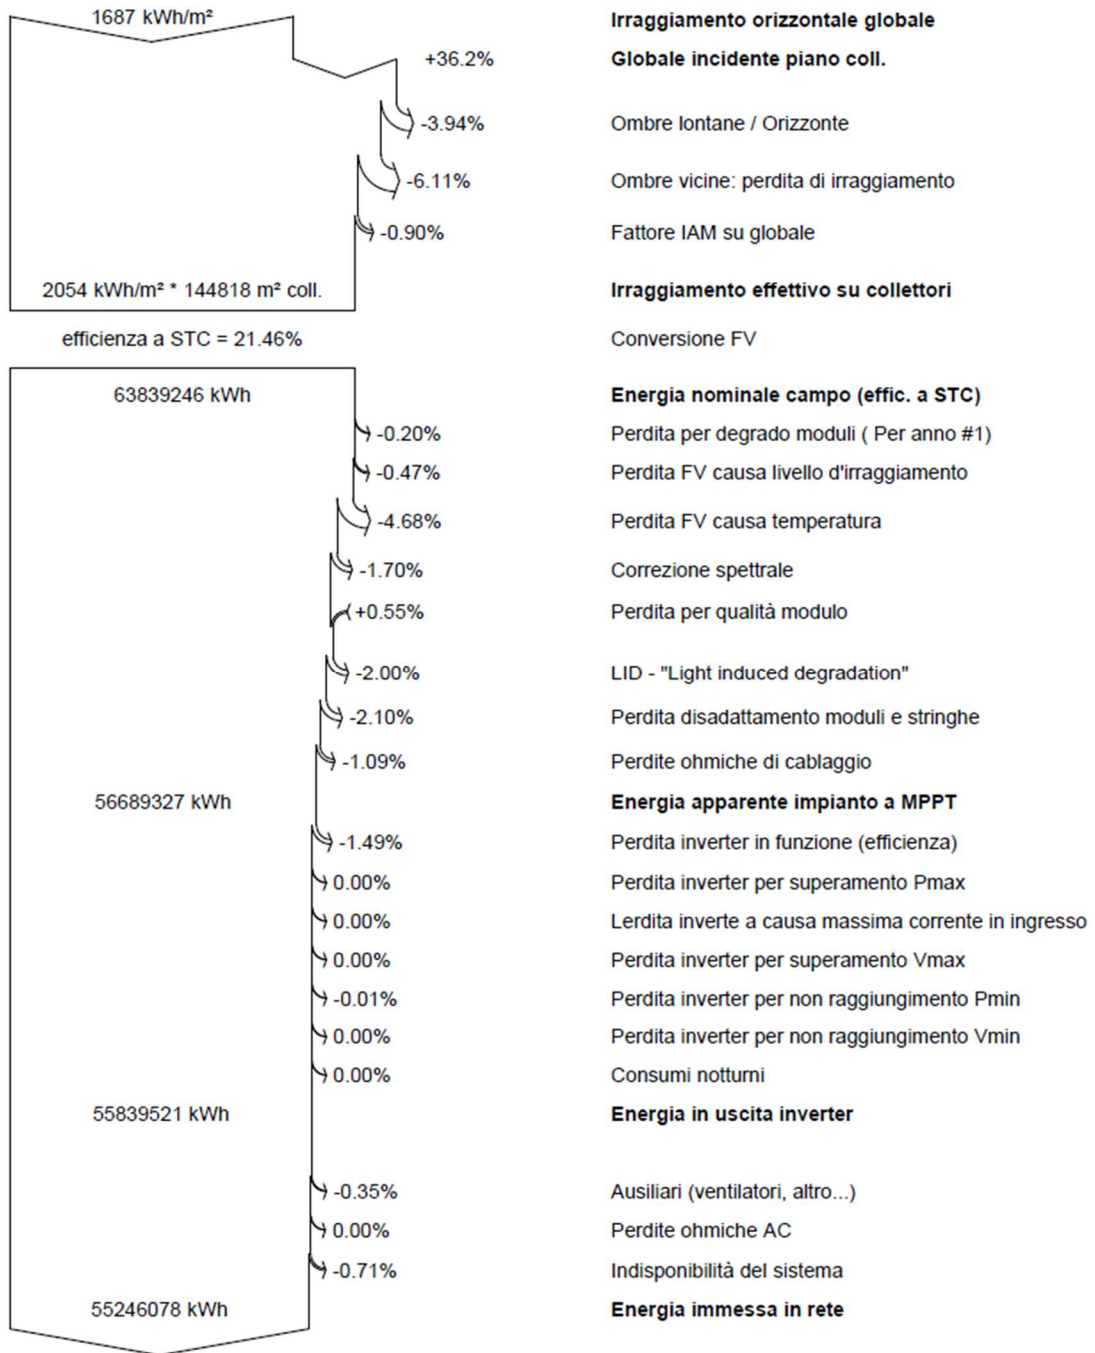 1687 kWh/m² Irraggiamento orizzontale globale
+36.2% Globale incidente piano coll.
-3.94% Ombre lontane / Orizzonte
-6.11% Ombre vicine: perdita di irraggiamento
-0.90% Fattore IAM su globale
2054 kWh/m² * 144818 m² coll. Irraggiamento effettivo su collettori
efficienza a STC = 21.46% Conversione FV
63839246 kWh Energia nominale campo (effic. a STC)
-0.20% Perdita per degrado moduli ( Per anno #1)
-0.47% Perdita FV causa livello d'irraggiamento
-4.68% Perdita FV causa temperatura
-1.70% Correzione spettrale
+0.55% Perdita per qualità modulo
-2.00% LID - "Light induced degradation"
-2.10% Perdita disadattamento moduli e stringhe
-1.09% Perdite ohmiche di cablaggio
56689327 kWh Energia apparente impianto a MPPT
-1.49% Perdita inverter in funzione (efficienza)
0.00% Perdita inverter per superamento Pmax
0.00% Lerdita inverte a causa massima corrente in ingresso
0.00% Perdita inverter per superamento Vmax
-0.01% Perdita inverter per non raggiungimento Pmin
0.00% Perdita inverter per non raggiungimento Vmin
0.00% Consumi notturni
55839521 kWh Energia in uscita inverter
-0.35% Ausiliari (ventilatori, altro...)
0.00% Perdite ohmiche AC
-0.71% Indisponibilità del sistema
55246078 kWh Energia immessa in rete